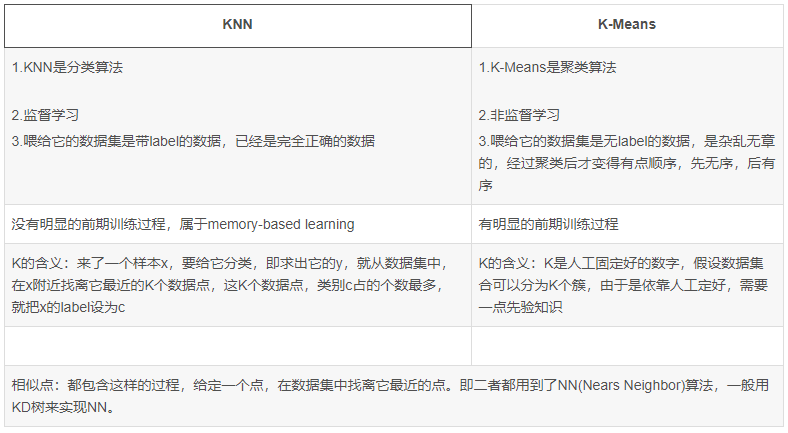 KNN
K-Means
1.KNN是分类算法
2.监督学习
3.喂给它的数据集是带label的数据，已经是完全正确的数据
1.K-Means是聚类算法
2.非监督学习
3.喂给它的数据集是无label的数据，是杂乱无章
的，经过聚类后才变得有点顺序，先无序，后有
序
没有明显的前期训练过程，属于memory-based learning
有明显的前期训练过程
K的含义：来了一个样本x，要给它分类，即求出它的y，就从数据集中，
在x附近找离它最近的K个数据点，这K个数据点，类别c占的个数最多，
就把x的label设为c
K的含义：K是人工固定好的数字，假设数据集
合可以分为K个簇，由于是依靠人工定好，需要
一点先验知识
相似点：都包含这样的过程，给定一个点，在数据集中找离它最近的点。即二者都用到了NN(Nears Neighbor)算法，一般用
KD树来实现NN。